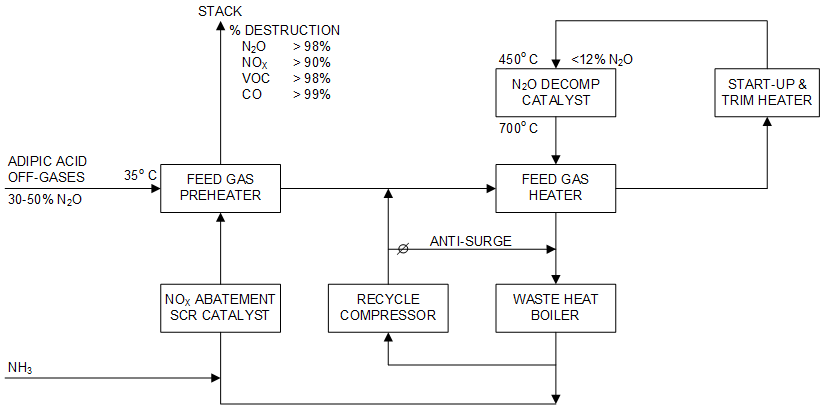 STACK
% DESTRUCTION
N₂O > 98%
NOₓ > 90%
VOC > 98%
CO > 99%
450° C <12% N₂O
N₂O DECOMP
CATALYST
START-UP &
TRIM HEATER
700° C
ADIPIC ACID
OFF-GASES
35° C
30-50% N₂O
FEED GAS
PREHEATER
FEED GAS
HEATER
ANTI-SURGE
NOₓ ABATEMENT
SCR CATALYST
RECYCLE
COMPRESSOR
WASTE HEAT
BOILER
NH₃